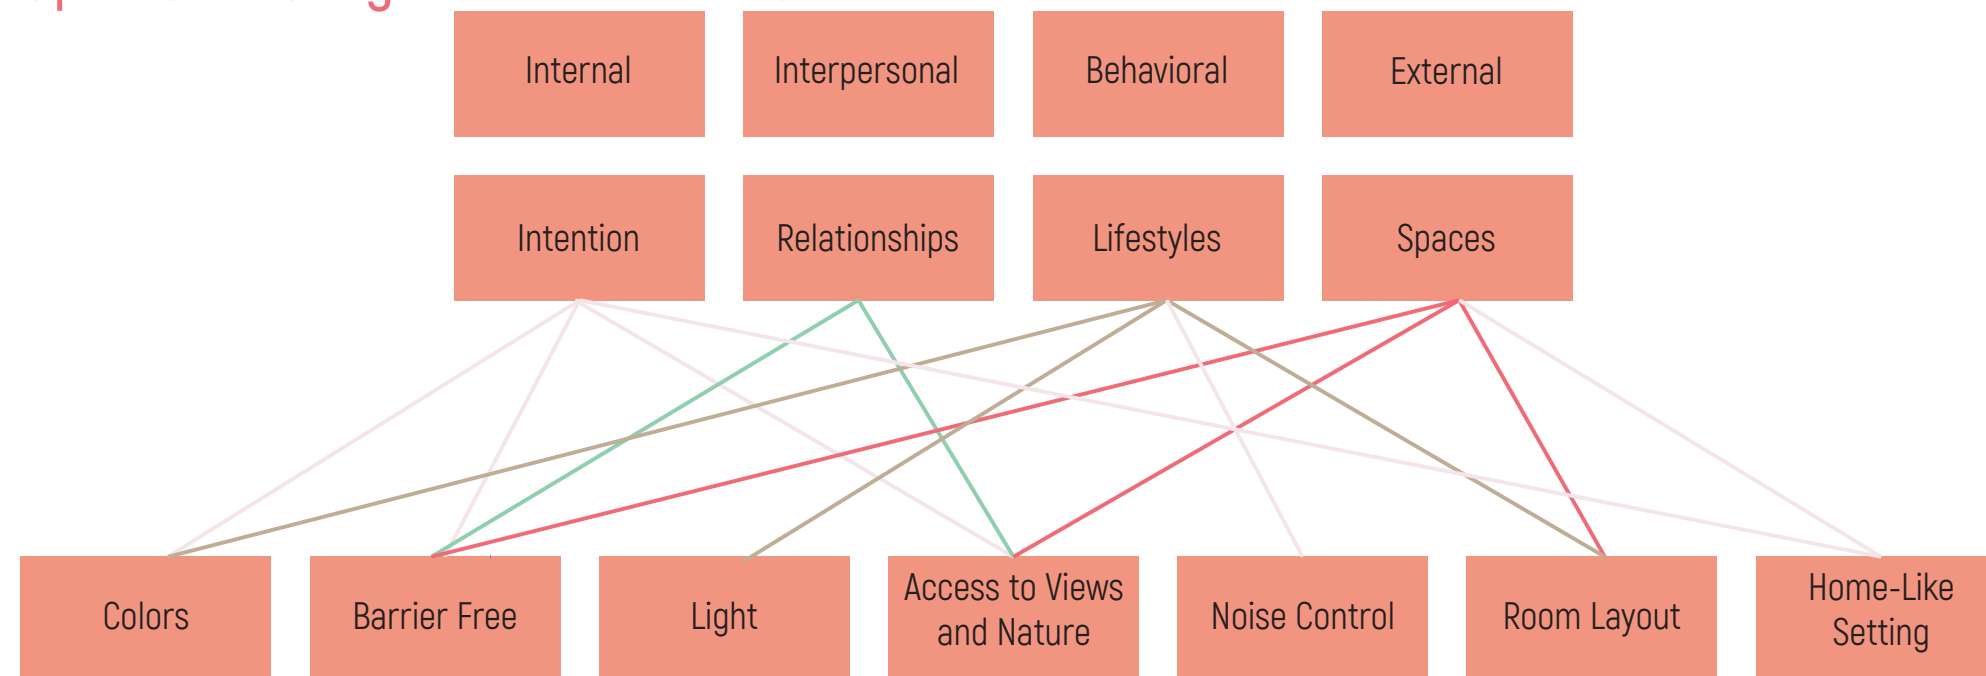 Internal
Interpersonal
Behavioral
External
Intention
Relationships
Lifestyles
Spaces
Colors
Barrier Free
Light
Access to Views
and Nature
Noise Control
Room Layout
Home-Like
Setting